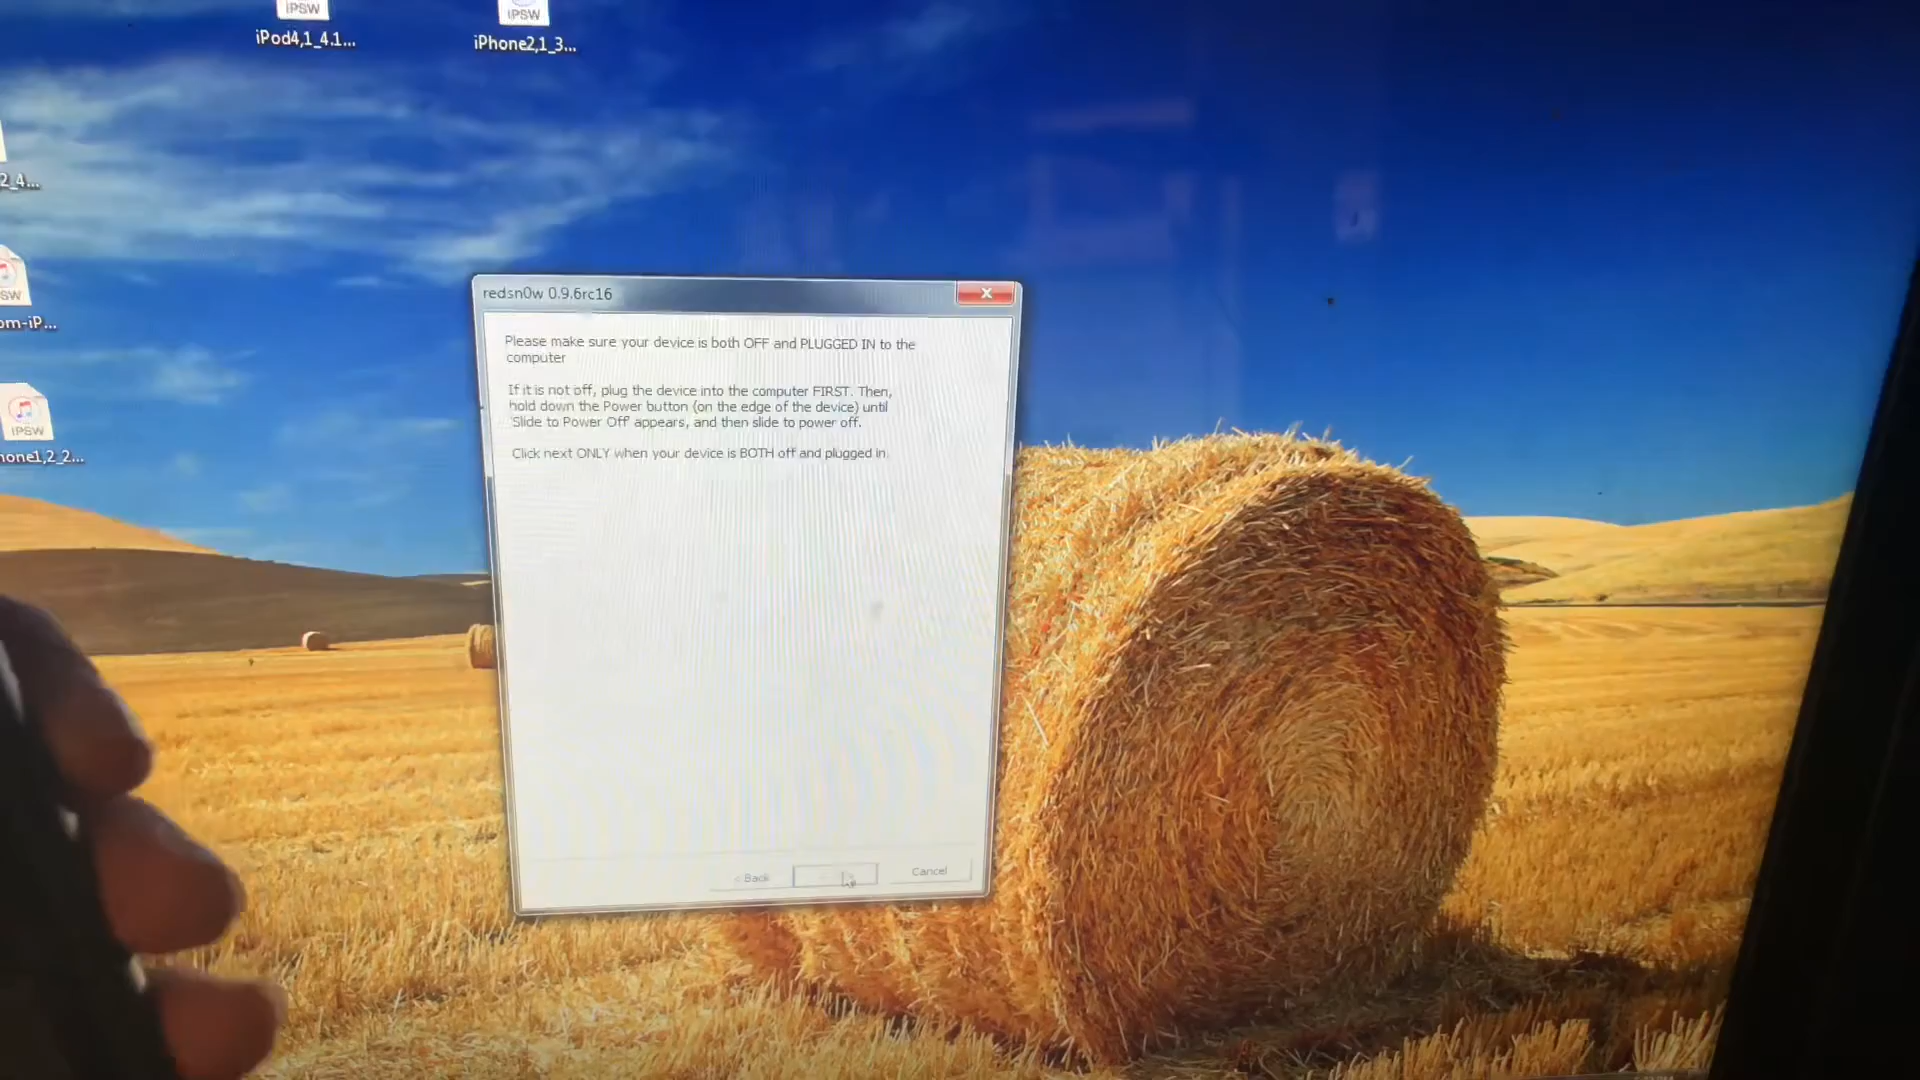 IPSW
iPod4,1_4.1...
IPSW
iPhone2,1_3...
2_4...
SW
om-iP...
IPSW
hone1,2_2...
redsn0w 0.9.6rc16
Please make sure your device is both OFF and PLUGGED IN to the
computer
If it is not off, plug the device into the computer FIRST. Then,
hold down the Power button (on the edge of the device) until
'Slide to Power Off' appears, and then slide to power off.
Click next ONLY when your device is BOTH off and plugged in.
< Back
Cancel